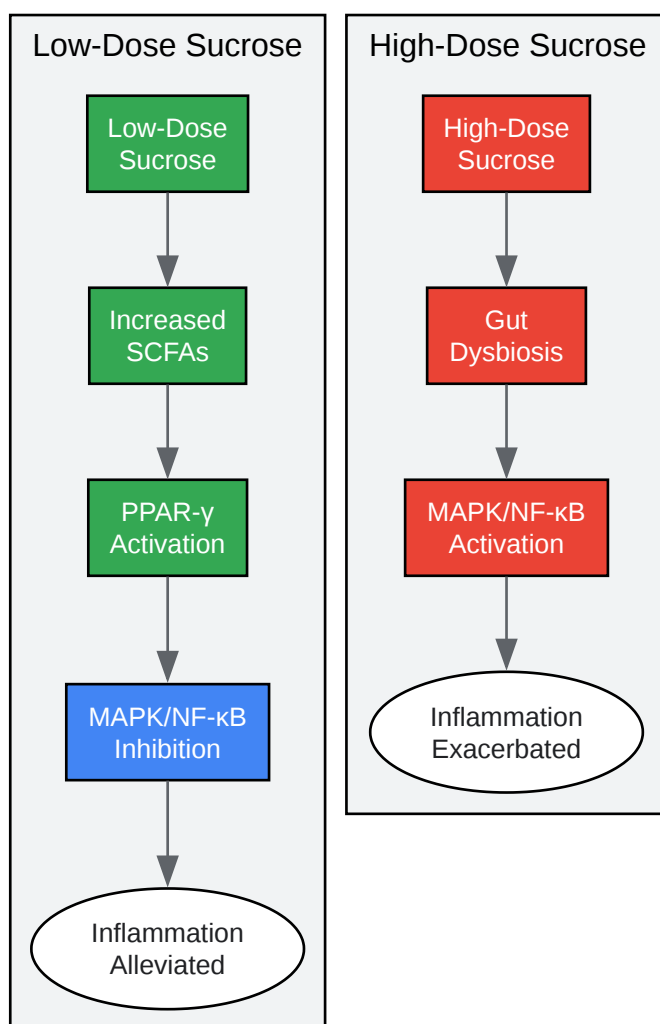 Low-Dose Sucrose
Low-Dose
Sucrose
Increased
SCFAs
PPAR-γ
Activation
MAPK/NF-κB
Inhibition
Inflammation
Alleviated
High-Dose Sucrose
High-Dose
Sucrose
Gut
Dysbiosis
MAPK/NF-κB
Activation
Inflammation
Exacerbated